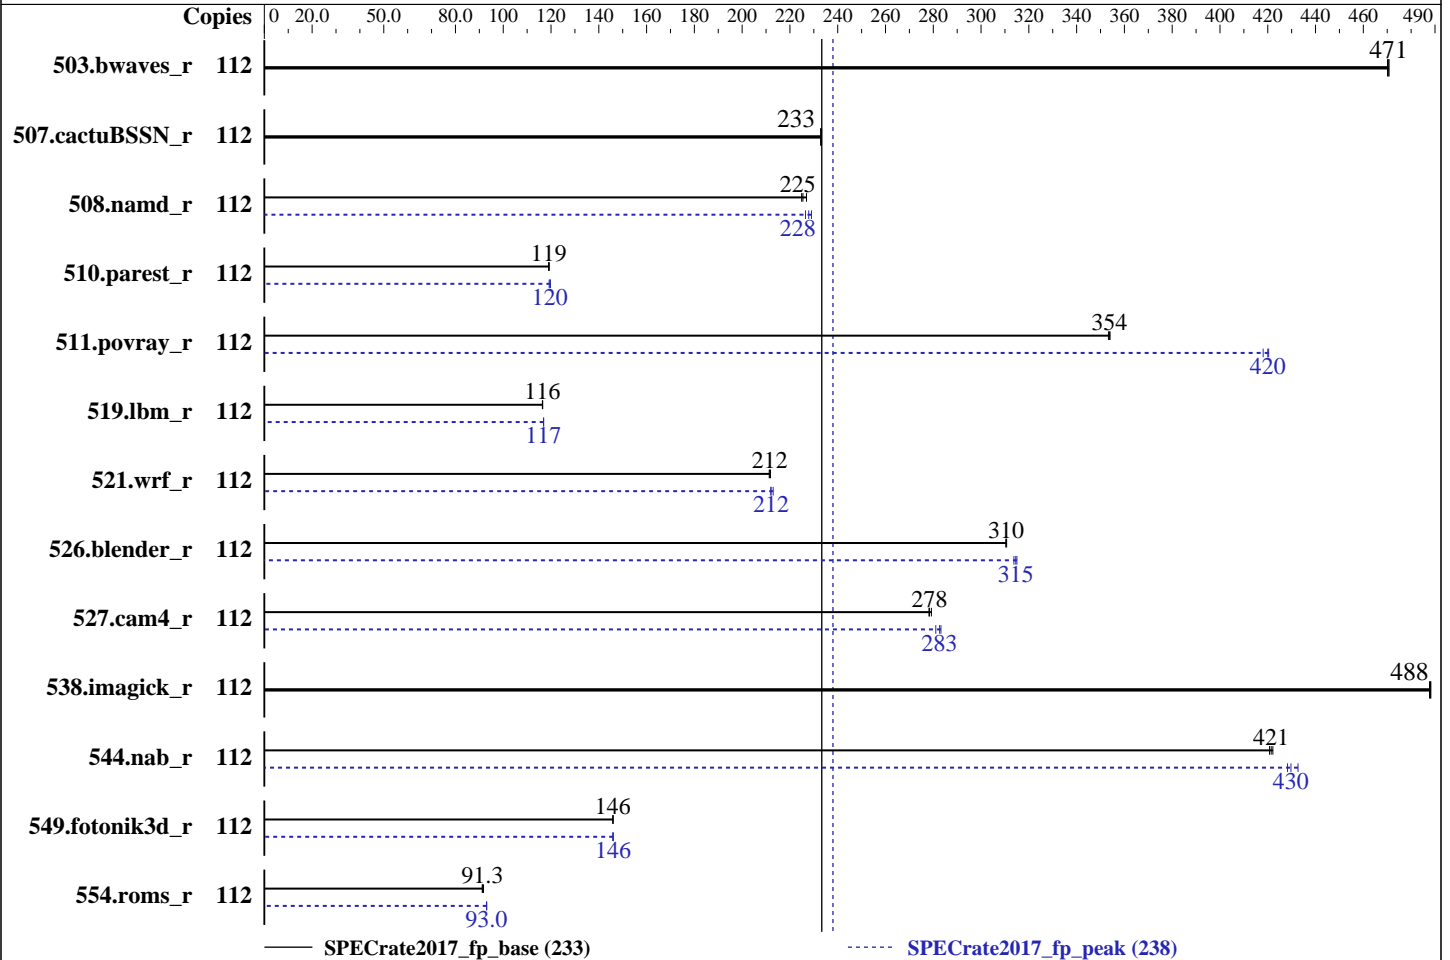 Copies 0 20.0 50.0 80.0 100 120 140 160 180 200 220 240 260 280 300 320 340 360 380 400 420 440 460 490
503.bwaves_r 112 471
507.cactuBSSN_r 112 233
508.namd_r 112 225
228
510.parest_r 112 119
120
511.povray_r 112 354
420
519.lbm_r 112 116
117
521.wrf_r 112 212
212
526.blender_r 112 310
315
527.cam4_r 112 278
283
538.imagick_r 112 488
544.nab_r 112 421
430
549.fotonik3d_r 112 146
146
554.roms_r 112 91.3
93.0
SPECrate2017_fp_base (233) SPECrate2017_fp_peak (238)